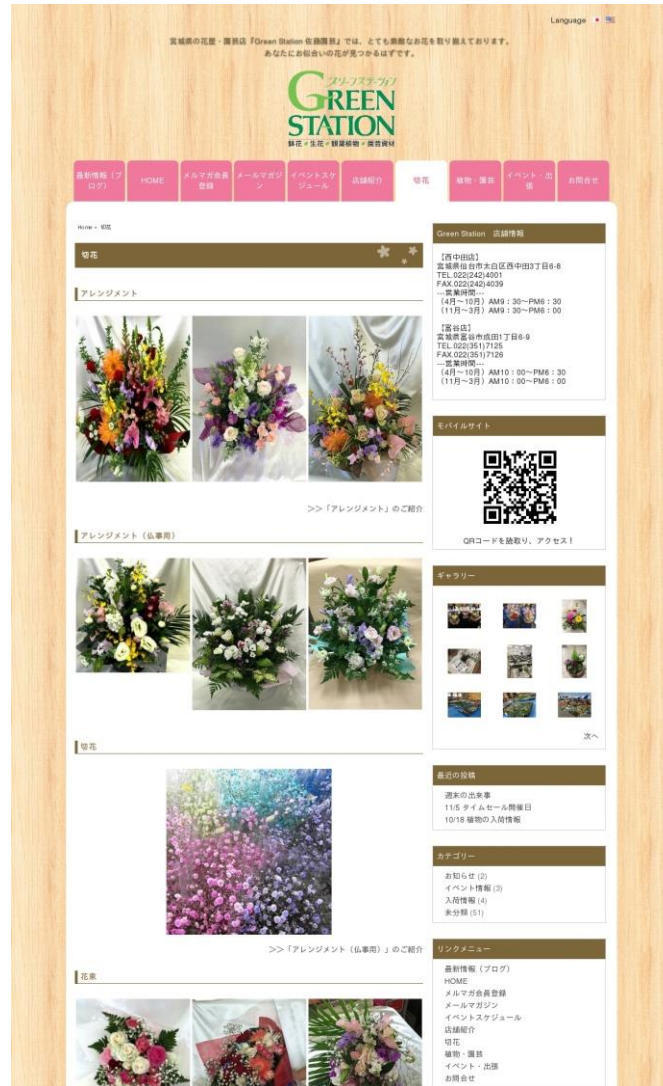 Language
宮城県の花屋・園芸店『Green Station 佐藤園芸』では、とても素敵なお花を取り揃えております。
あなたにお似合いの花が見つかるはずです。
グリーンステーション
GREEN
STATION
鉢花・生花・観葉植物・園芸資材
最新情報(ブログ)
HOME
メルマガ会員登録
メールマガジン
イベントスケジュール
店舗紹介
切花
植物・園芸
イベント・出張
お問合せ
Home » 切花
切花
アレンジメント
>>「アレンジメント」のご紹介
アレンジメント(仏事用)
切花
>>「アレンジメント(仏事用)」のご紹介
花束
Green Station 店舗情報
【西中田店】
宮城県仙台市太白区西中田3丁目6-8
TEL.022(242)4001
FAX.022(242)4039
---営業時間---
(4月~10月)AM9:30~PM6:30
(11月~3月)AM9:30~PM6:00
【富谷店】
宮城県富谷市成田1丁目6-9
TEL.022(351)7125
FAX.022(351)7126
---営業時間---
(4月~10月)AM10:00~PM6:30
(11月~3月)AM10:00~PM6:00
モバイルサイト
QRコードを読取り、アクセス!
ギャラリー
次へ
最近の投稿
週末の出来事
11/5 タイムセール開催日
10/18 植物の入荷情報
カテゴリー
お知らせ (2)
イベント情報 (3)
入荷情報 (4)
未分類 (51)
リンクメニュー
最新情報(ブログ)
HOME
メルマガ会員登録
メールマガジン
イベントスケジュール
店舗紹介
切花
植物・園芸
イベント・出張
お問合せ